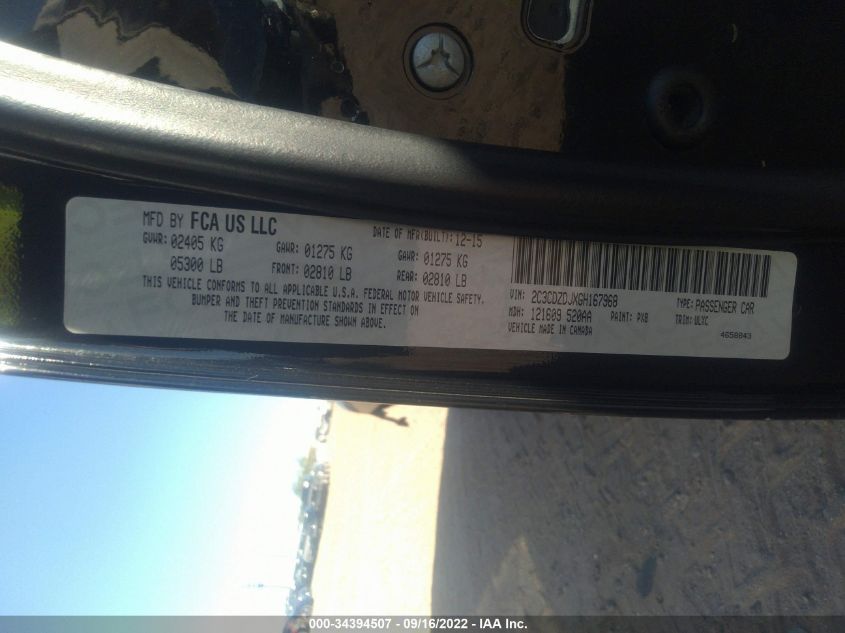 MFD BY FCA US LLC
DATE OF MFR(BUILT): 12-15
GVWR: 02405 KG
GAWR: 01275 KG
GAWR: 01275 KG
05300 LB
FRONT: 02810 LB
REAR: 02810 LB
THIS VEHICLE CONFORMS TO ALL APPLICABLE U.S.A. FEDERAL MOTOR VEHICLE SAFETY,
BUMPER AND THEFT PREVENTION STANDARDS IN EFFECT ON
THE DATE OF MANUFACTURE SHOWN ABOVE.
VIN: 2C3CDZDJXGH167968
TYPE: PASSENGER CAR
MDH: 121609 520AA
PAINT: PX8
TRIM: ULYC
VEHICLE MADE IN CANADA
4658843
000-34394507 - 09/16/2022 - IAA Inc.